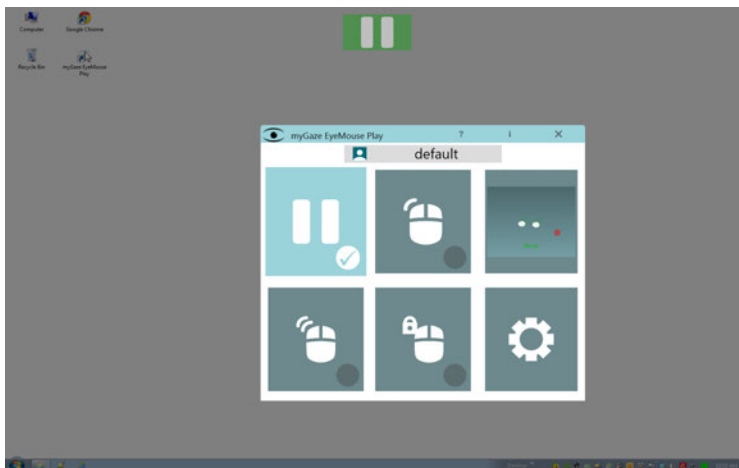 Computer
Google Chrome
Recycle Bin
myGaze EyeMouse
Play
myGaze EyeMouse Play ? i ×
default